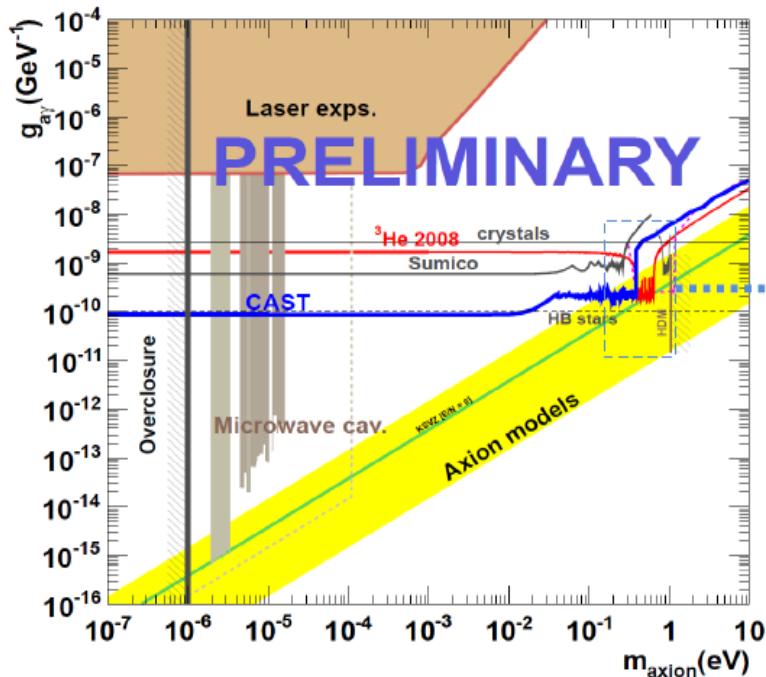 g_aγ(GeV⁻¹)
10⁻⁴
10⁻⁵
10⁻⁶
10⁻⁷
10⁻⁸
10⁻⁹
10⁻¹⁰
10⁻¹¹
10⁻¹²
10⁻¹³
10⁻¹⁴
10⁻¹⁵
10⁻¹⁶
Laser exps.
PRELIMINARY
³He 2008
crystals
Sumico
CAST
HB stars
HDM
Overclosure
Microwave cav.
KSVZ [E/N = 0]
Axion models
10⁻⁷ 10⁻⁶ 10⁻⁵ 10⁻⁴ 10⁻³ 10⁻² 10⁻¹ 1 10
m_axion(eV)